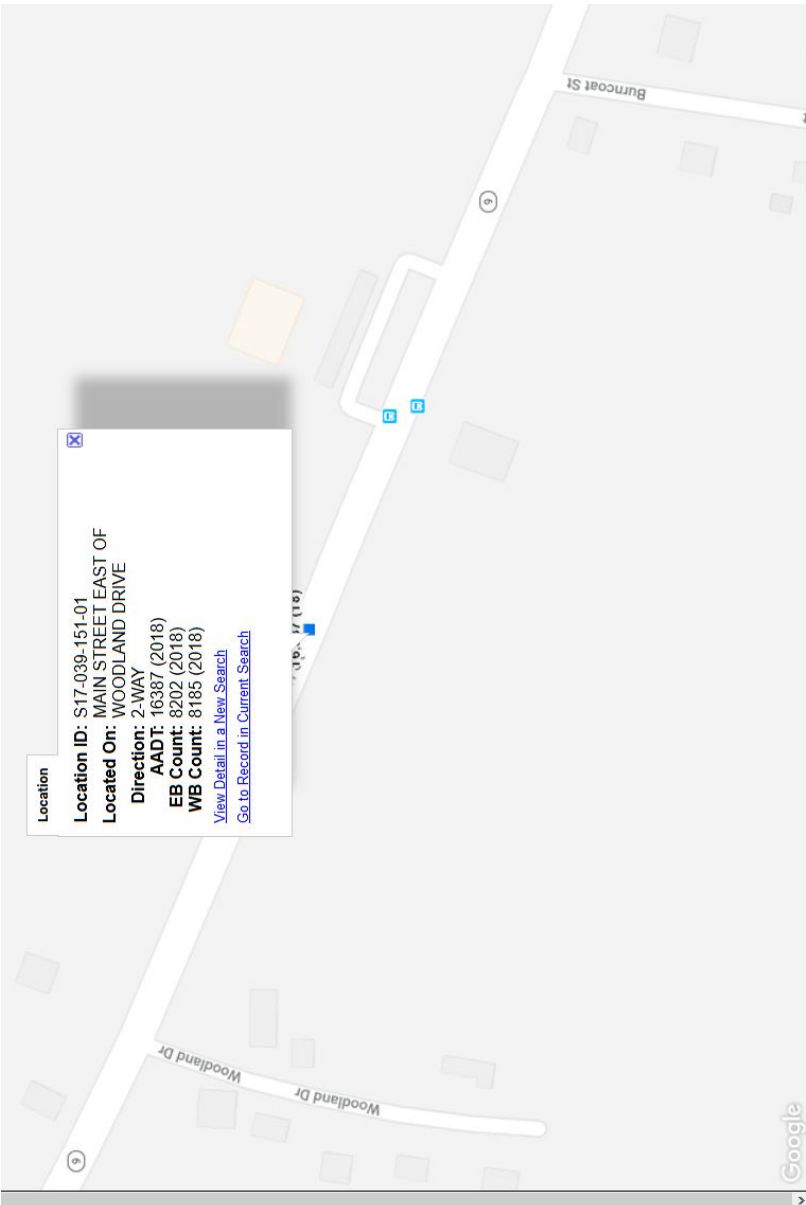 Location
Location ID: S17-039-151-01
Located On: MAIN STREET EAST OF
WOODLAND DRIVE
Direction: 2-WAY
AADT: 16387 (2018)
EB Count: 8202 (2018)
WB Count: 8185 (2018)
View Detail in a New Search
Go to Record in Current Search
9
Woodland Dr
Woodland Dr
9
Burncoat St
Google